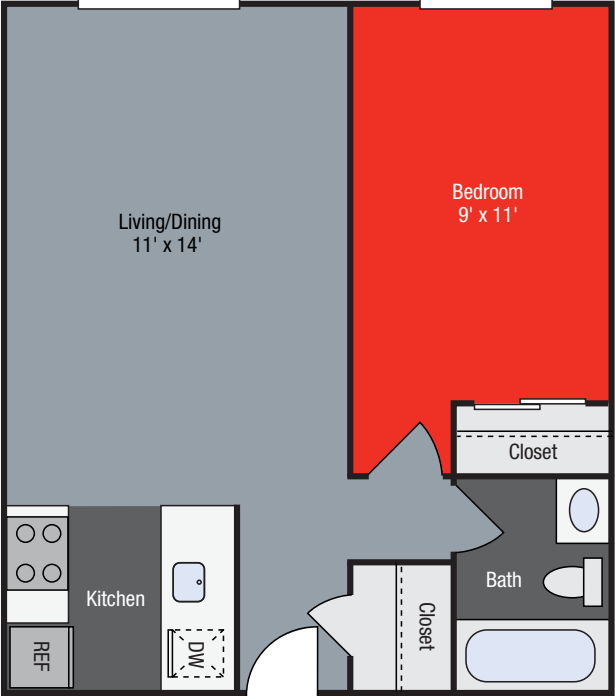 Living/Dining
11' x 14'
Bedroom
9' x 11'
Closet
Kitchen
Bath
Closet
REF
DW